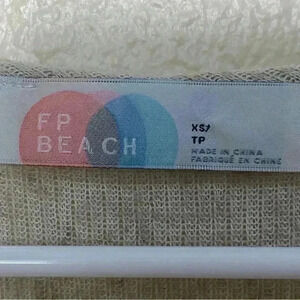 FP
BEACH
XS/
TP
MADE IN CHINA
FABRIQUÉ EN CHINE